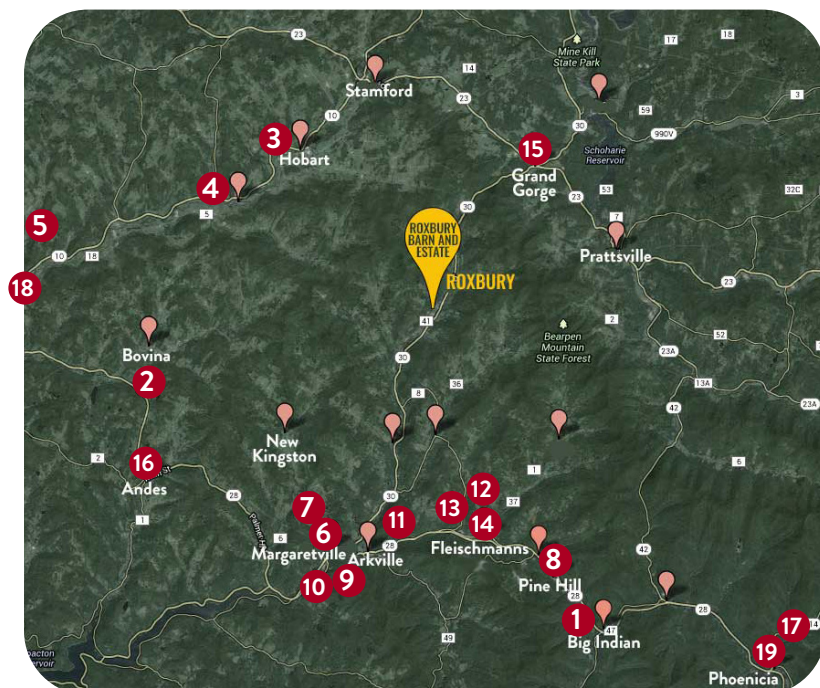 23
17
18
Mine Kill
State Park
14
Stamford
23
3
59
10
30
990V
3
Hobart
15
Schoharie
Reservoir
Grand
Gorge
4
53
32C
23
5
30
7
5
ROXBURY
BARN AND
ESTATE
Prattsville
10
18
ROXBURY
23
18
41
2
Bearpen
Mountain
State Forest
52
Bovina
30
23A
2
36
13A
8
42
23A
New
Kingston
16
2
1
6
Andes
28
12
7
30
13
37
1
11
14
6
6
Margaretville
Arkville
28
Fleischmanns
8
42
10
9
Pine Hill
28
1
28
47
Big Indian
17
14
49
19
Phoenicia